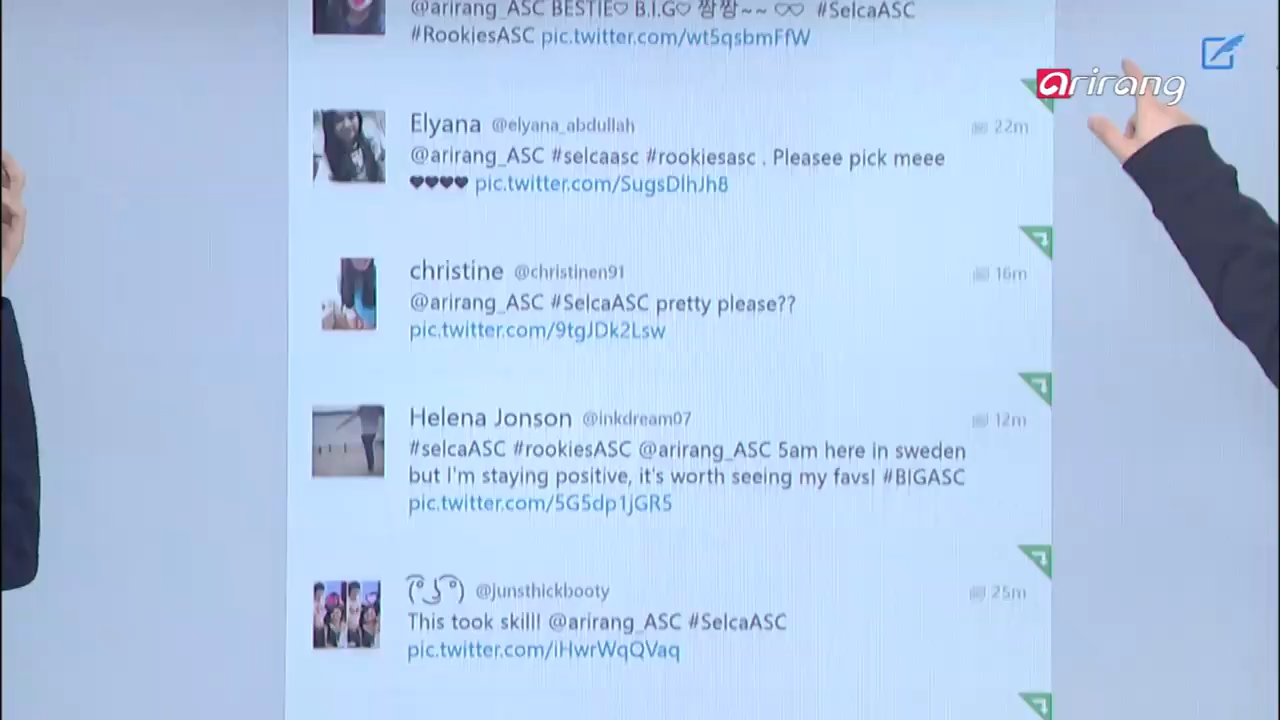 @arirang_ASC BESTIE♡ B.I.G♡ 짱짱~~ ♡♡ #SelcaASC
#RookiesASC pic.twitter.com/wt5qsbmFfW
arirang
Elyana @elyana_abdullah 22m
@arirang_ASC #selcaasc #rookiesasc . Pleasee pick meee
♥♥♥♥ pic.twitter.com/SugsDlhJh8
christine @christinen91 16m
@arirang_ASC #SelcaASC pretty please??
pic.twitter.com/9tgJDk2Lsw
Helena Jonson @inkdream07 12m
#selcaASC #rookiesASC @arirang_ASC 5am here in sweden
but I'm staying positive, it's worth seeing my favs! #BIGASC
pic.twitter.com/5G5dp1jGR5
(͡° ͜ʖ ͡°) @junsthickbooty 25m
This took skill! @arirang_ASC #SelcaASC
pic.twitter.com/iHwrWqQVaq